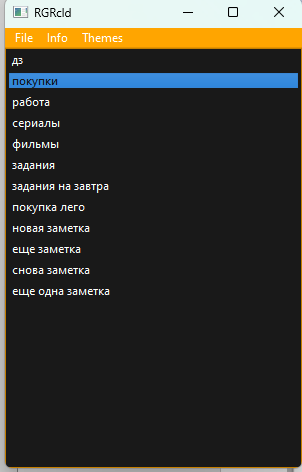 RGRcld
File Info Themes
дз
покупки
работа
сериалы
фильмы
задания
задания на завтра
покупка лего
новая заметка
еще заметка
снова заметка
еще одна заметка